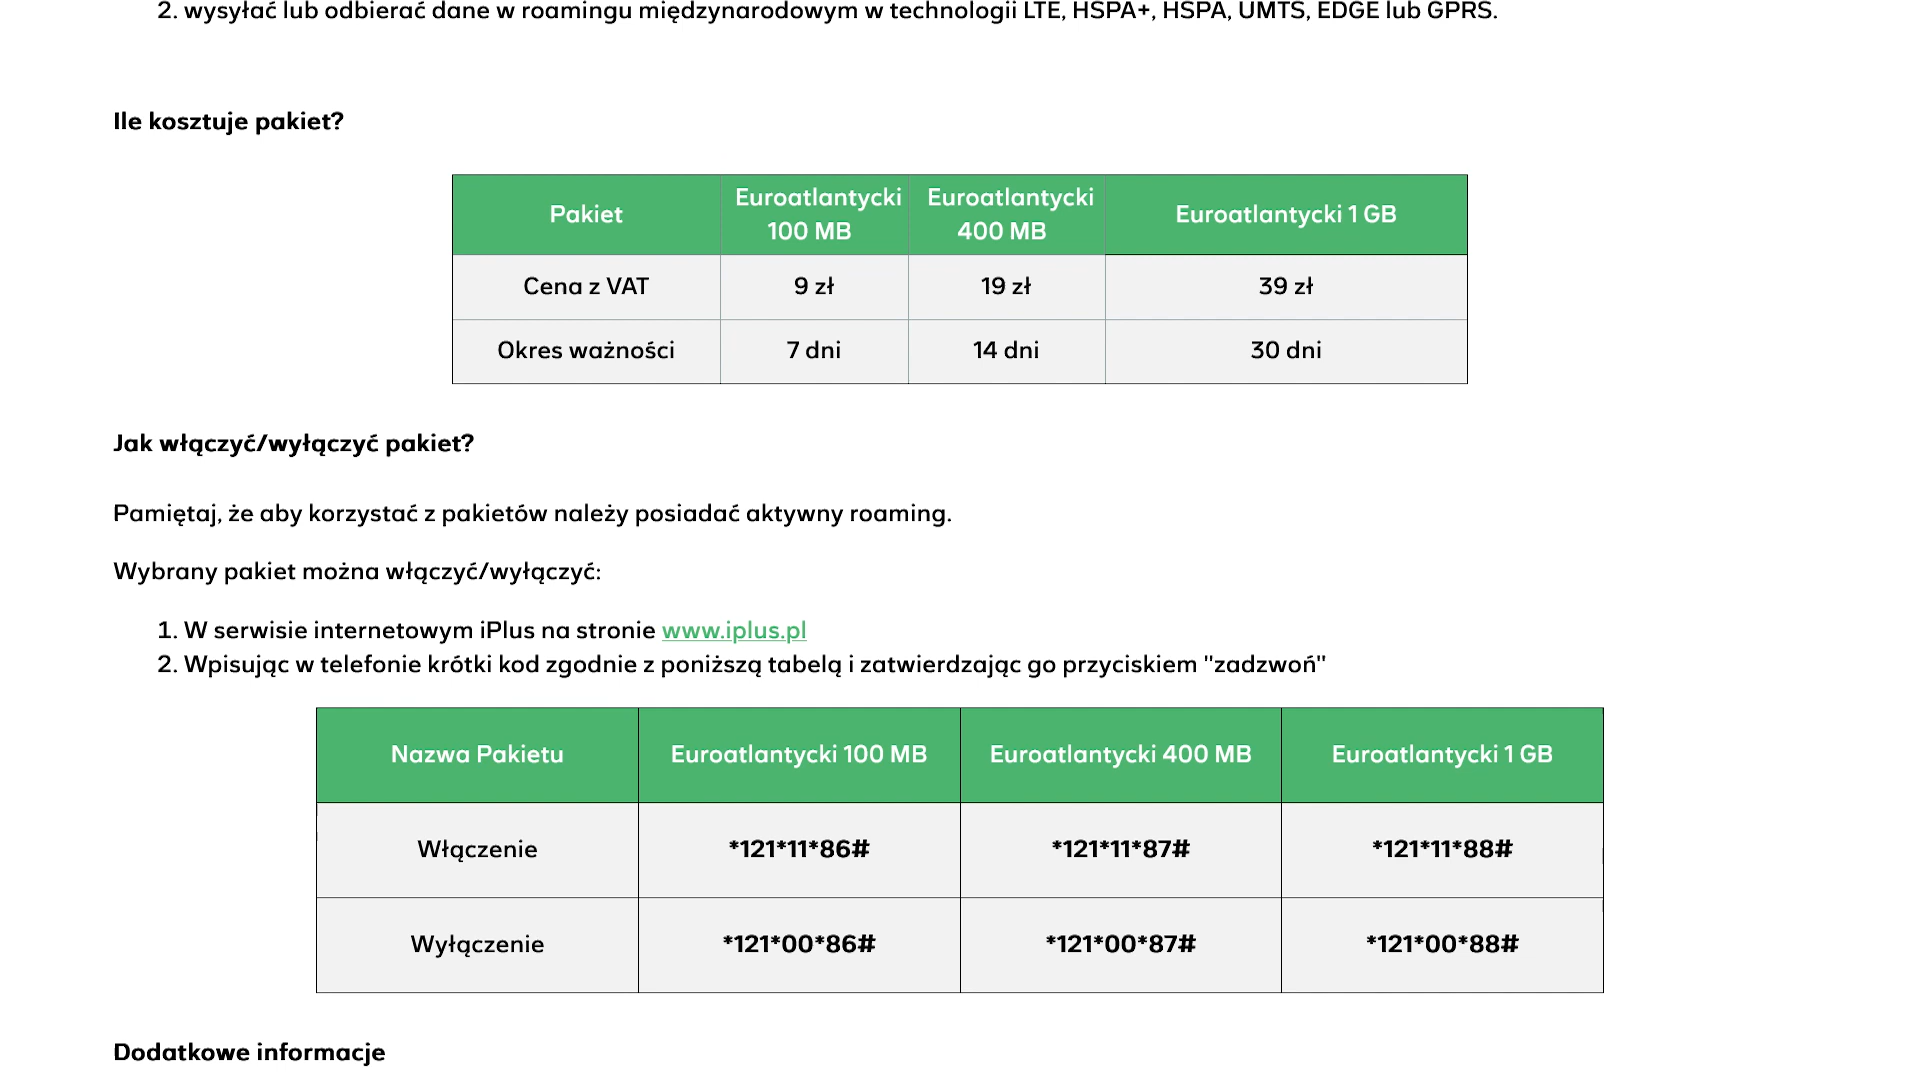 2. wysyłać lub odbierać dane w roamingu międzynarodowym w technologii LTE, HSPA+, HSPA, UMTS, EDGE lub GPRS.
Ile kosztuje pakiet?
Pakiet Euroatlantycki 100 MB Euroatlantycki 400 MB Euroatlantycki 1 GB
Cena z VAT 9 zł 19 zł 39 zł
Okres ważności 7 dni 14 dni 30 dni
Jak włączyć/wyłączyć pakiet?
Pamiętaj, że aby korzystać z pakietów należy posiadać aktywny roaming.
Wybrany pakiet można włączyć/wyłączyć:
1. W serwisie internetowym iPlus na stronie www.iplus.pl
2. Wpisując w telefonie krótki kod zgodnie z poniższą tabelą i zatwierdzając go przyciskiem "zadzwoń"
Nazwa Pakietu Euroatlantycki 100 MB Euroatlantycki 400 MB Euroatlantycki 1 GB
Włączenie *121*11*86# *121*11*87# *121*11*88#
Wyłączenie *121*00*86# *121*00*87# *121*00*88#
Dodatkowe informacje